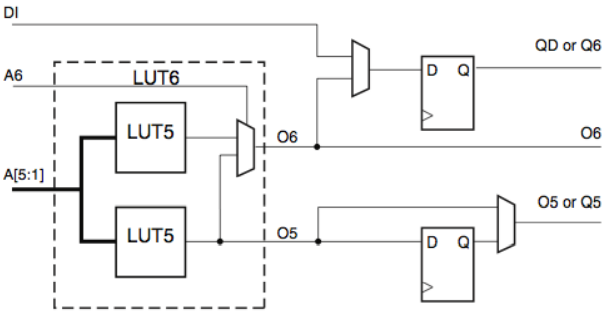 DI
QD or Q6
A6
LUT6
D Q
LUT5
O6
O6
A[5:1]
O5 or Q5
LUT5
O5
D Q